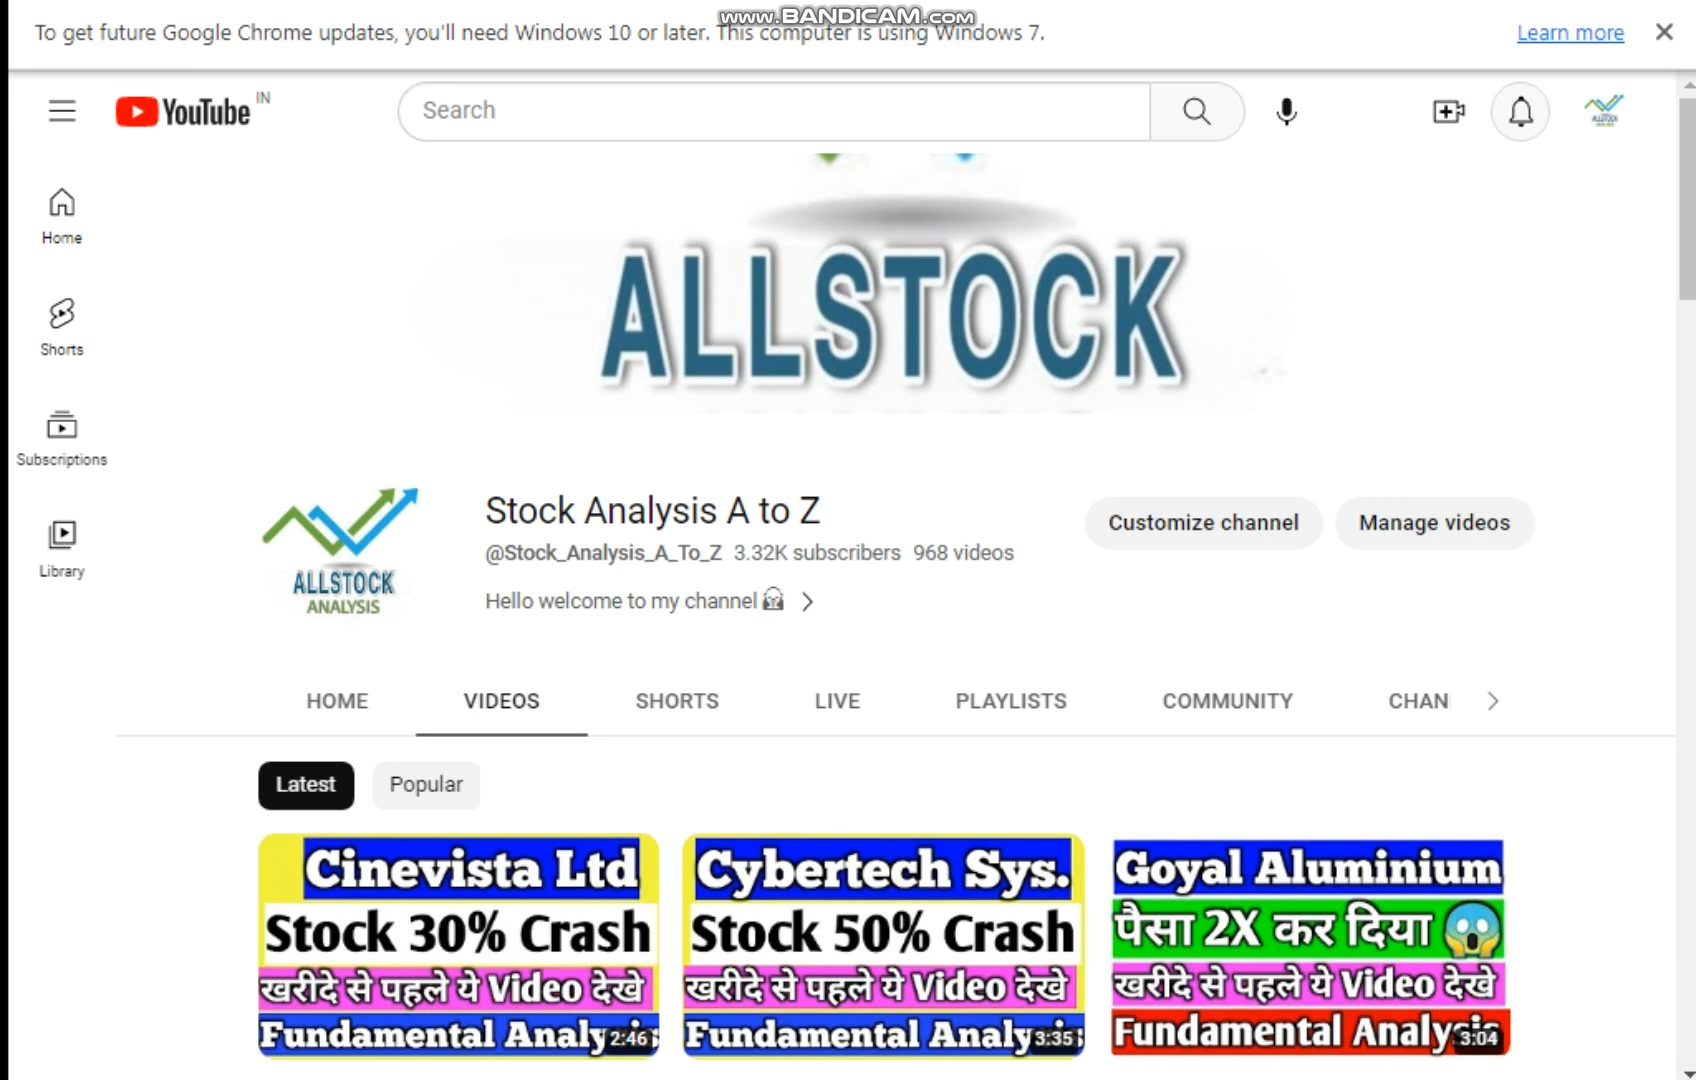 www.BANDICAM.com
To get future Google Chrome updates, you'll need Windows 10 or later. This computer is using Windows 7.
Learn more
YouTube IN
Search
Home
Shorts
Subscriptions
Library
ALLSTOCK
ALLSTOCK
ANALYSIS
Stock Analysis A to Z
@Stock_Analysis_A_To_Z 3.32K subscribers 968 videos
Hello welcome to my channel
Customize channel
Manage videos
HOME VIDEOS SHORTS LIVE PLAYLISTS COMMUNITY CHAN
Latest Popular
Cinevista Ltd
Stock 30% Crash
खरीदे से पहले ये Video देखे
Fundamental Analysis
2:46
Cybertech Sys.
Stock 50% Crash
खरीदे से पहले ये Video देखे
Fundamental Analysis
3:35
Goyal Aluminium
पैसा 2X कर दिया
खरीदे से पहले ये Video देखे
Fundamental Analysis
3:04